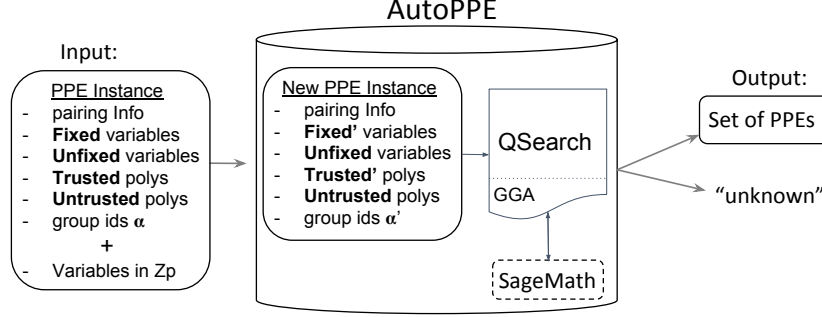 AutoPPE
Input:
PPE Instance
- pairing Info
- Fixed variables
- Unfixed variables
- Trusted polys
- Untrusted polys
- group ids α
+
- Variables in Zp
New PPE Instance
- pairing Info
- Fixed' variables
- Unfixed variables
- Trusted' polys
- Untrusted polys
- group ids α'
QSearch
GGA
SageMath
Output:
Set of PPEs
“unknown”